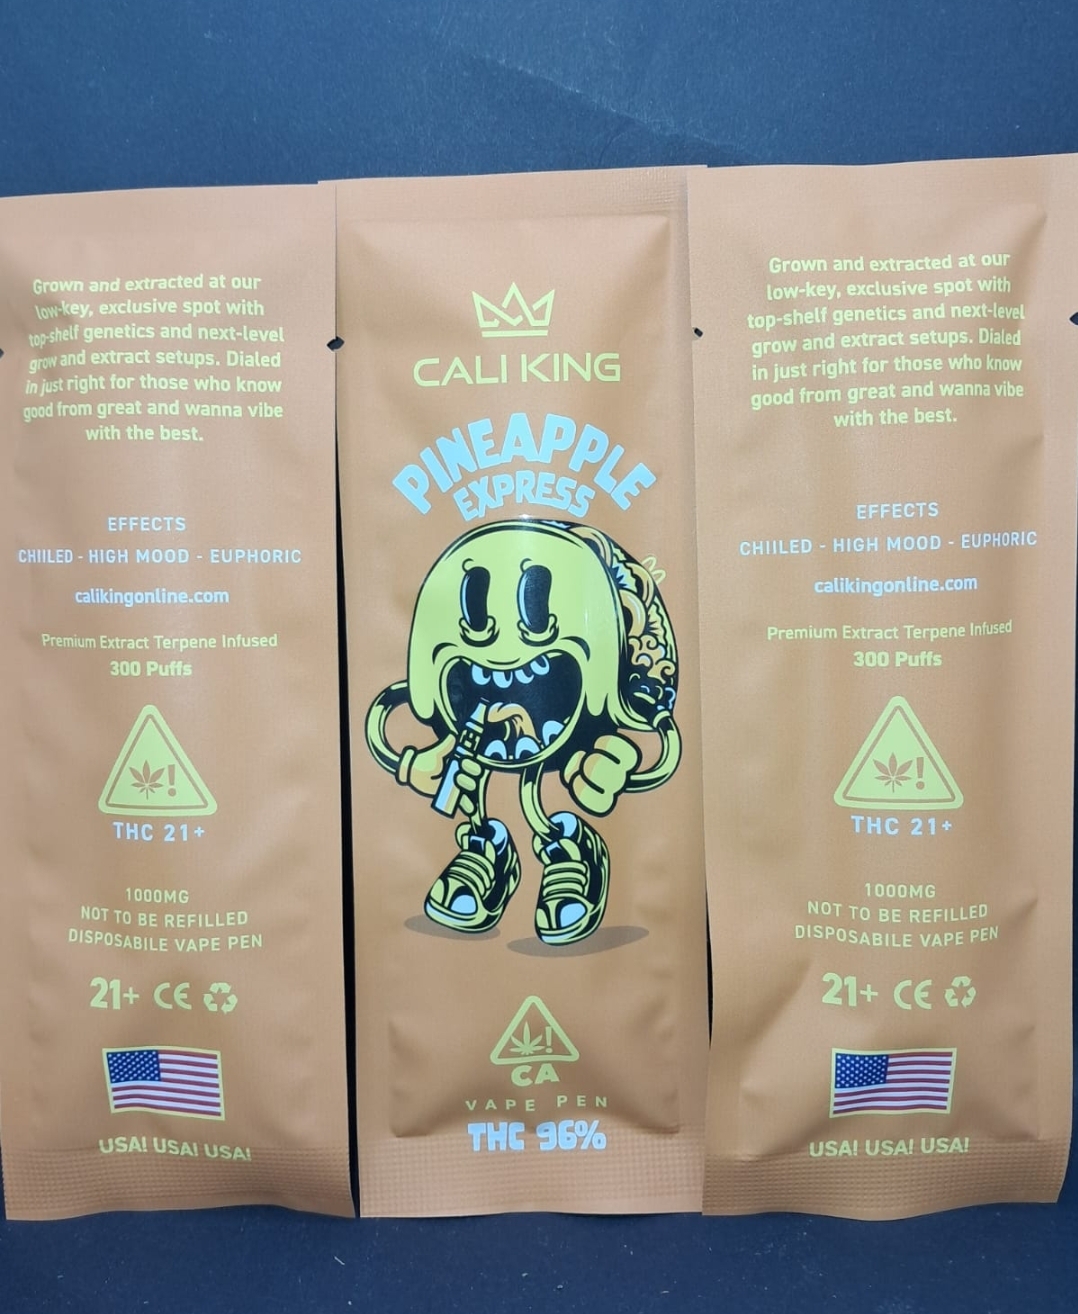 Grown and extracted at our
low-key, exclusive spot with
top-shelf genetics and next-level
grow and extract setups. Dialed
in just right for those who know
good from great and wanna vibe
with the best.
EFFECTS
CHIILED - HIGH MOOD - EUPHORIC
calikingonline.com
Premium Extract Terpene Infused
300 Puffs
!
THC 21+
1000MG
NOT TO BE REFILLED
DISPOSABILE VAPE PEN
21+ CE
USA! USA! USA!
CALI KING
PINEAPPLE
EXPRESS
!
CA
VAPE PEN
THC 96%
Grown and extracted at our
low-key, exclusive spot with
top-shelf genetics and next-level
grow and extract setups. Dialed
in just right for those who know
good from great and wanna vibe
with the best.
EFFECTS
CHIILED - HIGH MOOD - EUPHORIC
calikingonline.com
Premium Extract Terpene Infused
300 Puffs
!
THC 21+
1000MG
NOT TO BE REFILLED
DISPOSABILE VAPE PEN
21+ CE
USA! USA! USA!